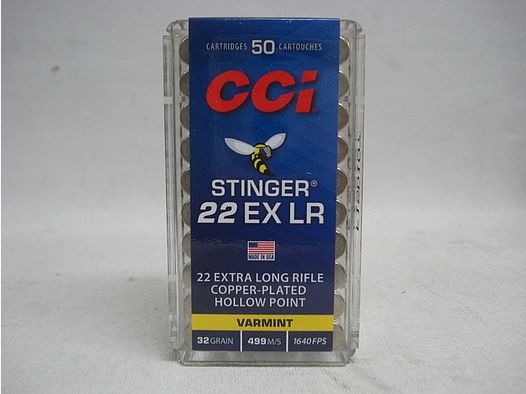 CARTRIDGES 50 CARTOUCHES
CCI
STINGER®
22 EX LR
MADE IN USA
22 EXTRA LONG RIFLE
COPPER-PLATED
HOLLOW POINT
VARMINT
32 GRAIN 499 M/S 1640 FPS